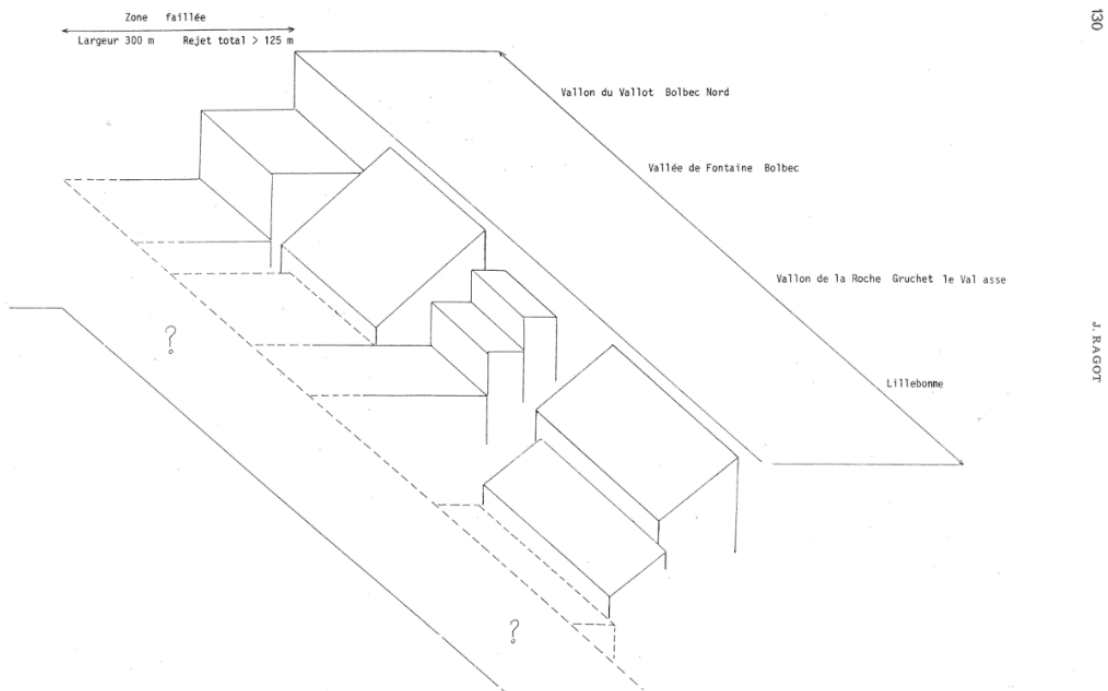 130
J. RAGOT
Zone faillée
Largeur 300 m Rejet total > 125 m
Vallon du Vallot Bolbec Nord
Vallée de Fontaine Bolbec
Vallon de la Roche Gruchet le Val asse
Lillebonne
?
?